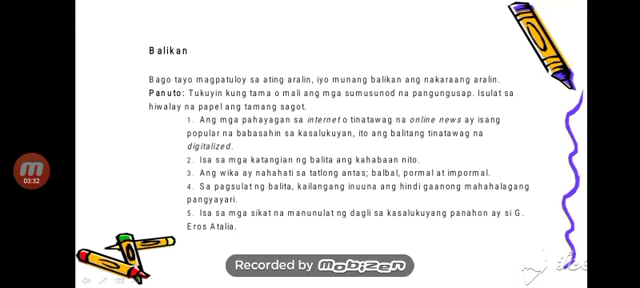 Balikan
Bago tayo magpatuloy sa ating aralin, iyo munang balikan ang nakaraang aralin.
Panuto: Tukuyin kung tama o mali ang mga sumusunod na pangungusap. Isulat sa
hiwalay na papel ang tamang sagot.
1. Ang mga pahayagan sa internet o tinatawag na online news ay isang
popular na babasahin sa kasalukuyan, ito ang balitang tinatawag na
digitalized.
2. Isa sa mga katangian ng balita ang kahabaan nito.
3. Ang wika ay nahahati sa tatlong antas; balbal, pormal at impormal.
4. Sa pagsulat ng balita, kailangang inuuna ang hindi gaanong mahahalagang
pangyayari.
5. Isa sa mga sikat na manunulat ng dagli sa kasalukuyang panahon ay si G.
Eros Atalia.
03:32
Recorded by mobizen